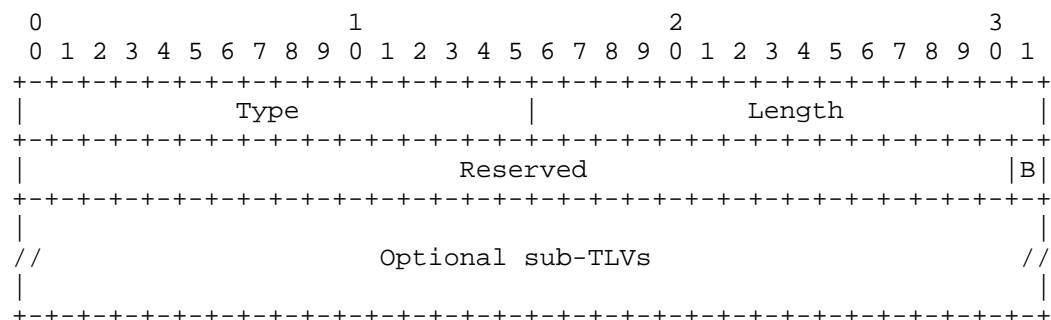 0                   1                   2                   3
 0 1 2 3 4 5 6 7 8 9 0 1 2 3 4 5 6 7 8 9 0 1 2 3 4 5 6 7 8 9 0 1
+-+-+-+-+-+-+-+-+-+-+-+-+-+-+-+-+-+-+-+-+-+-+-+-+-+-+-+-+-+-+-+-+
|             Type              |             Length            |
+-+-+-+-+-+-+-+-+-+-+-+-+-+-+-+-+-+-+-+-+-+-+-+-+-+-+-+-+-+-+-+-+
|                           Reserved                          |B|
+-+-+-+-+-+-+-+-+-+-+-+-+-+-+-+-+-+-+-+-+-+-+-+-+-+-+-+-+-+-+-+-+
|                                                               |
//                     Optional sub-TLVs                       //
|                                                               |
+-+-+-+-+-+-+-+-+-+-+-+-+-+-+-+-+-+-+-+-+-+-+-+-+-+-+-+-+-+-+-+-+